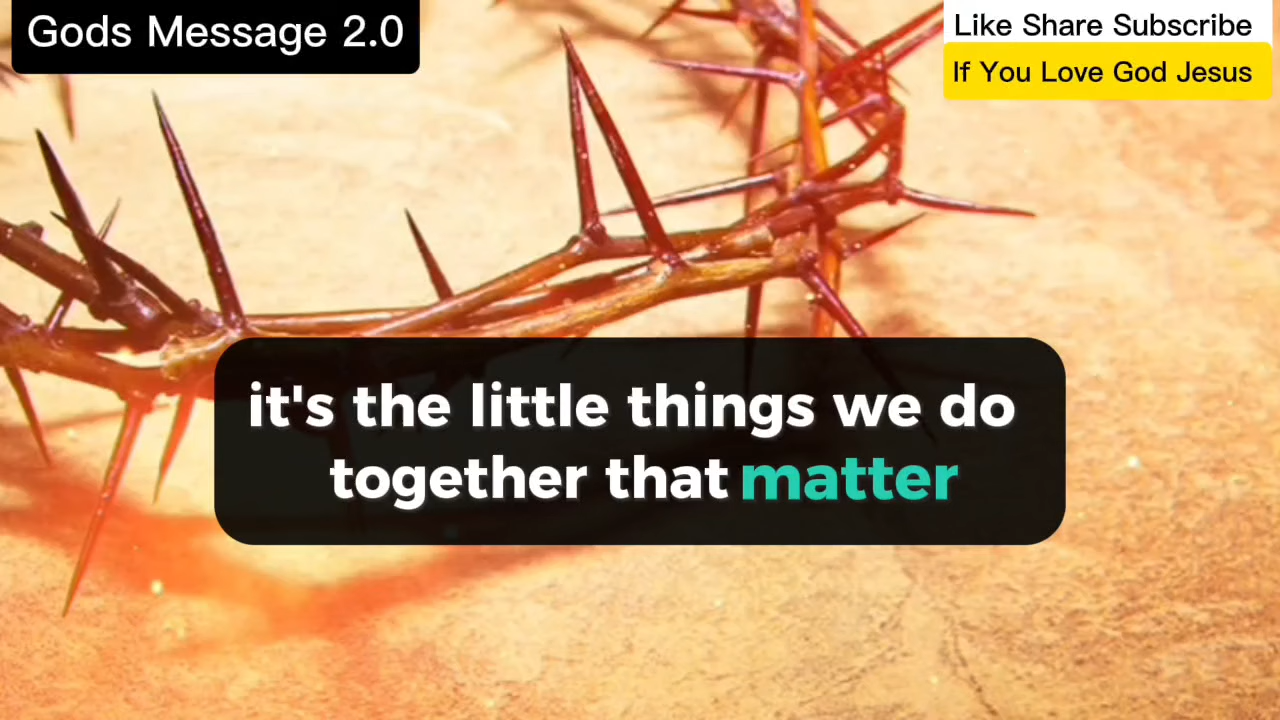 Gods Message 2.0
Like Share Subscribe
If You Love God Jesus
it's the little things we do
together that matter